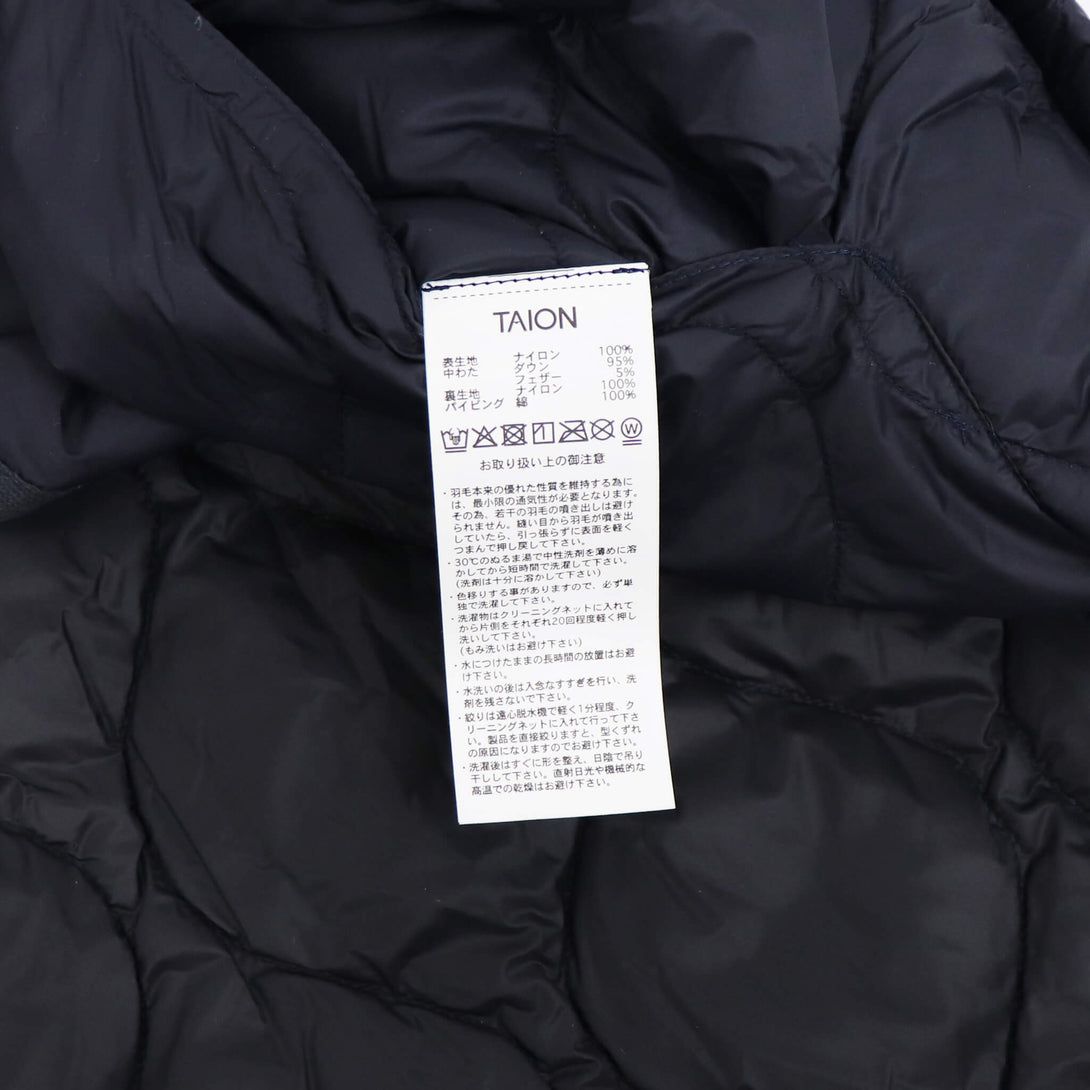 TAION
表生地 ナイロン 100%
中わた ダウン 95%
フェザー 5%
裏生地 ナイロン 100%
パイピング 綿 100%
W
お取り扱い上の御注意
・羽毛本来の優れた性質を維持する為に
は、最小限の通気性が必要となります。
その為、若干の羽毛の噴き出しは避け
られません。縫い目から羽毛が噴き出
していたら、引っ張らずに表面を軽く
つまんで押し戻して下さい。
・30℃のぬるま湯で中性洗剤を薄めに溶
かしてから短時間で洗濯して下さい。
(洗剤は十分に溶かして下さい)
・色移りする事がありますので、必ず単
独で洗濯して下さい。
・洗濯物はクリーニングネットに入れて
から片側をそれぞれ20回程度軽く押し
洗いして下さい。
(もみ洗いはお避け下さい)
・水につけたままの長時間の放置はお避
け下さい。
・水洗いの後は入念なすすぎを行い、洗
剤を残さないで下さい。
・絞りは遠心脱水機で軽く1分程度、ク
リーニングネットに入れて行って下さ
い。製品を直接絞りますと、型くずれ
の原因になりますのでお避け下さい。
・洗濯後はすぐに形を整え、日陰で吊り
干しして下さい。直射日光や機械的な
高温での乾燥はお避け下さい。